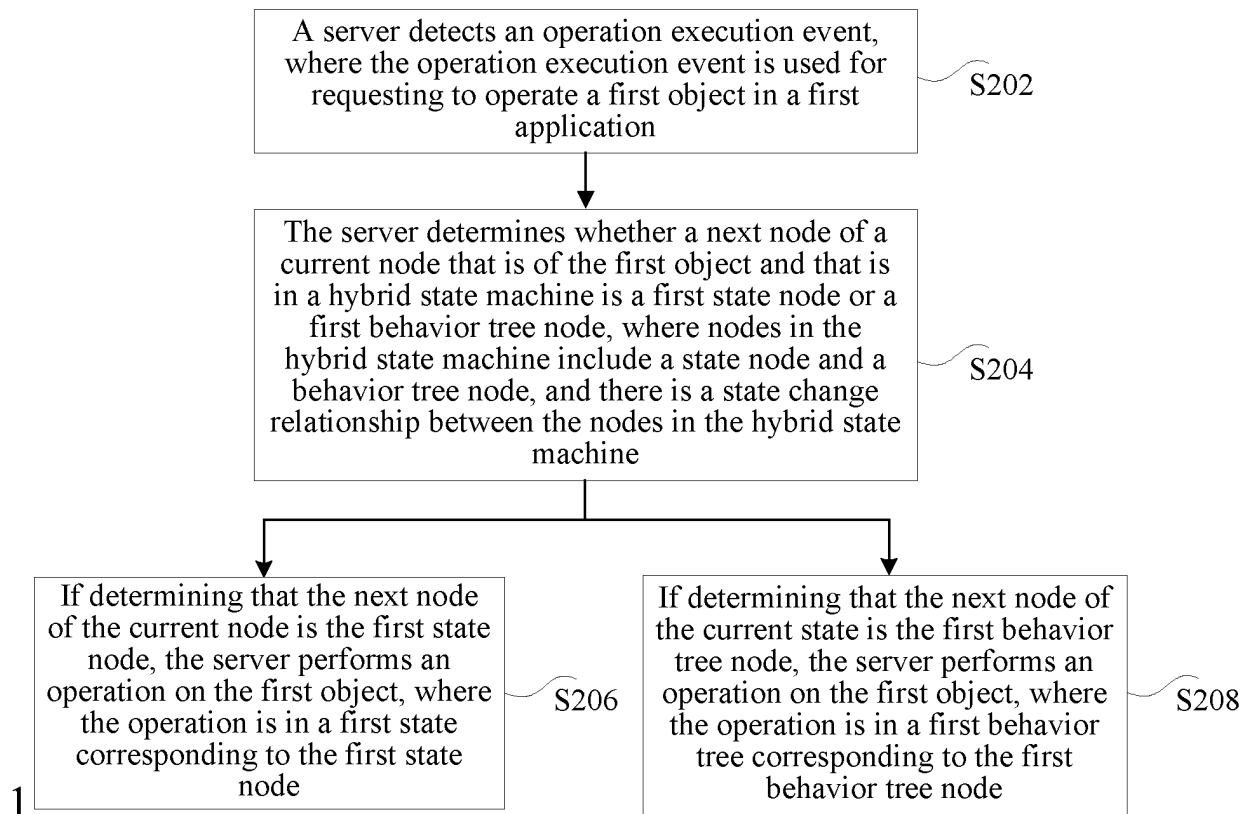 A server detects an operation execution event,
where the operation execution event is used for
requesting to operate a first object in a first
application
S202
The server determines whether a next node of a
current node that is of the first object and that is
in a hybrid state machine is a first state node or a
first behavior tree node, where nodes in the
hybrid state machine include a state node and a
behavior tree node, and there is a state change
relationship between the nodes in the hybrid state
machine
S204
If determining that the next node
of the current node is the first state
node, the server performs an
operation on the first object, where
the operation is in a first state
corresponding to the first state
node
S206
If determining that the next node of
the current state is the first behavior
tree node, the server performs an
operation on the first object, where
the operation is in a first behavior
tree corresponding to the first
behavior tree node
S208
1